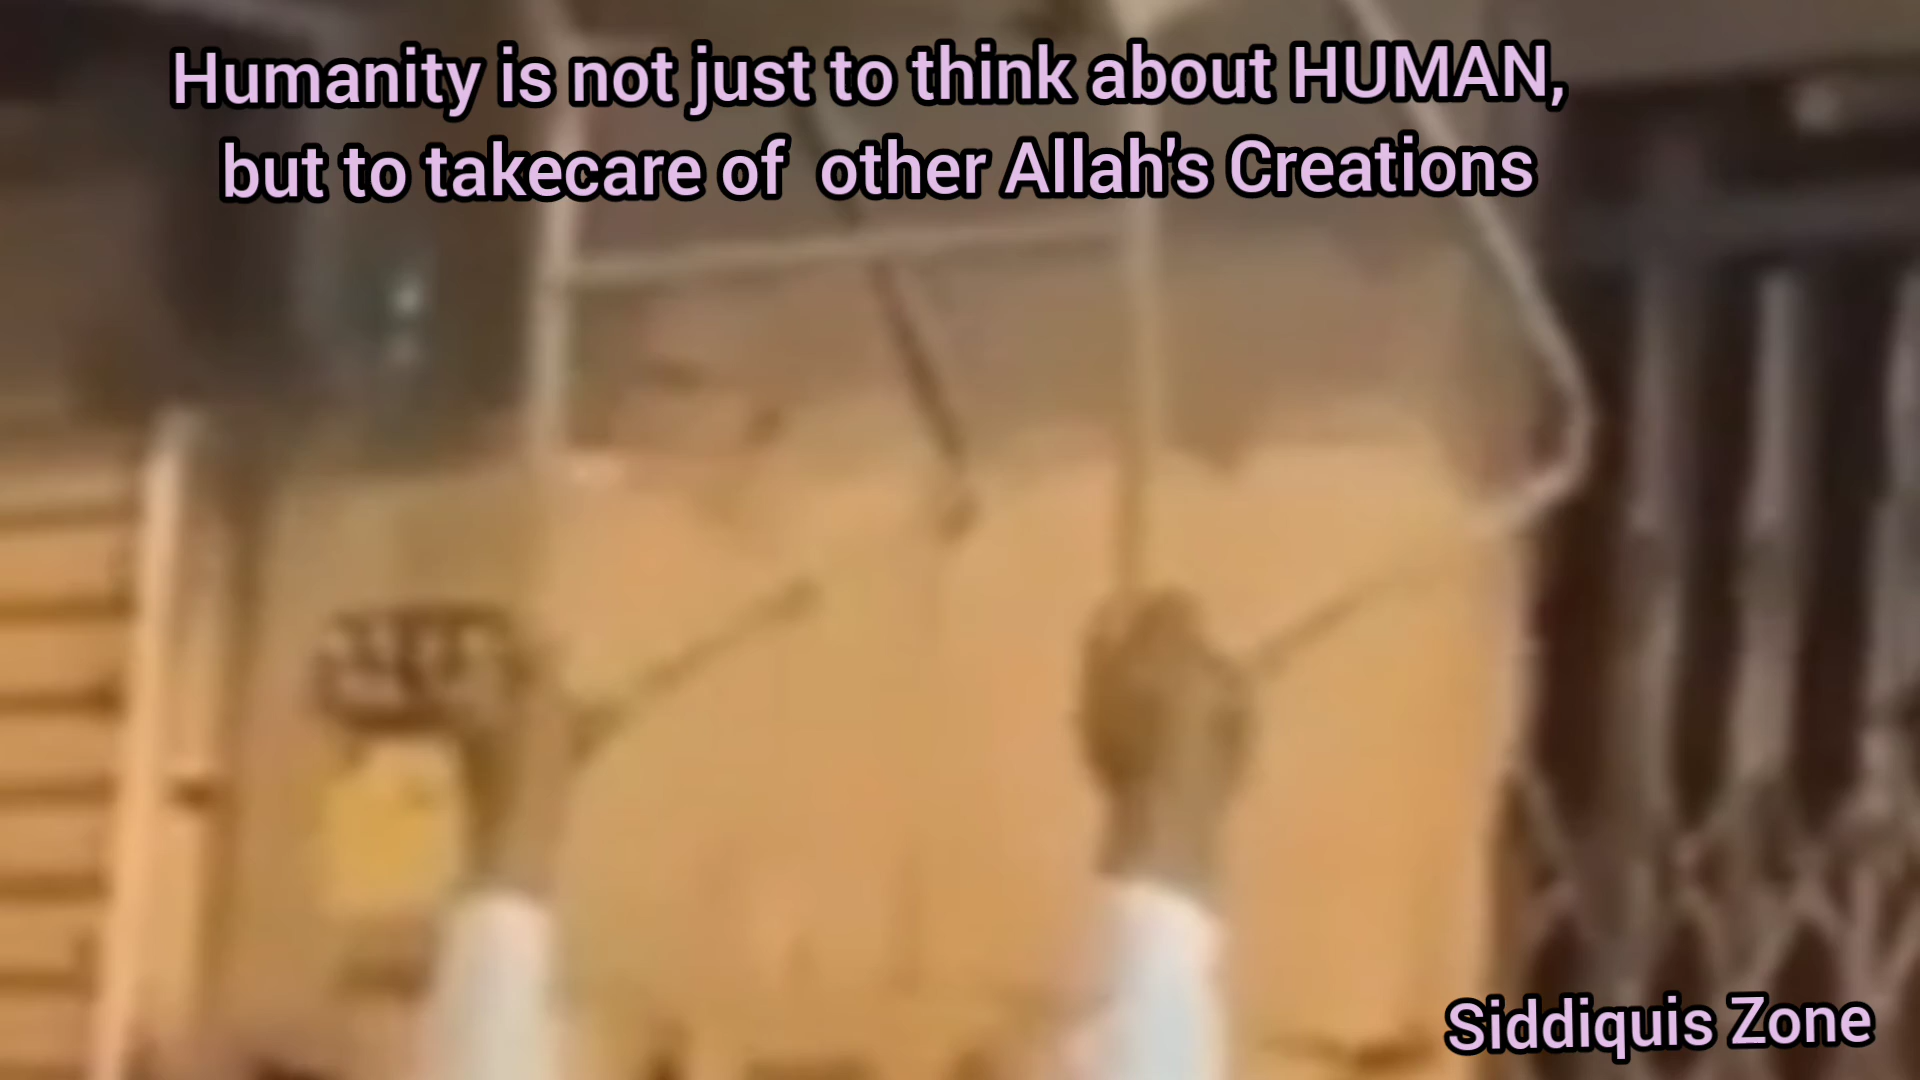 Humanity is not just to think about HUMAN,
but to takecare of other Allah's Creations
Siddiquis Zone